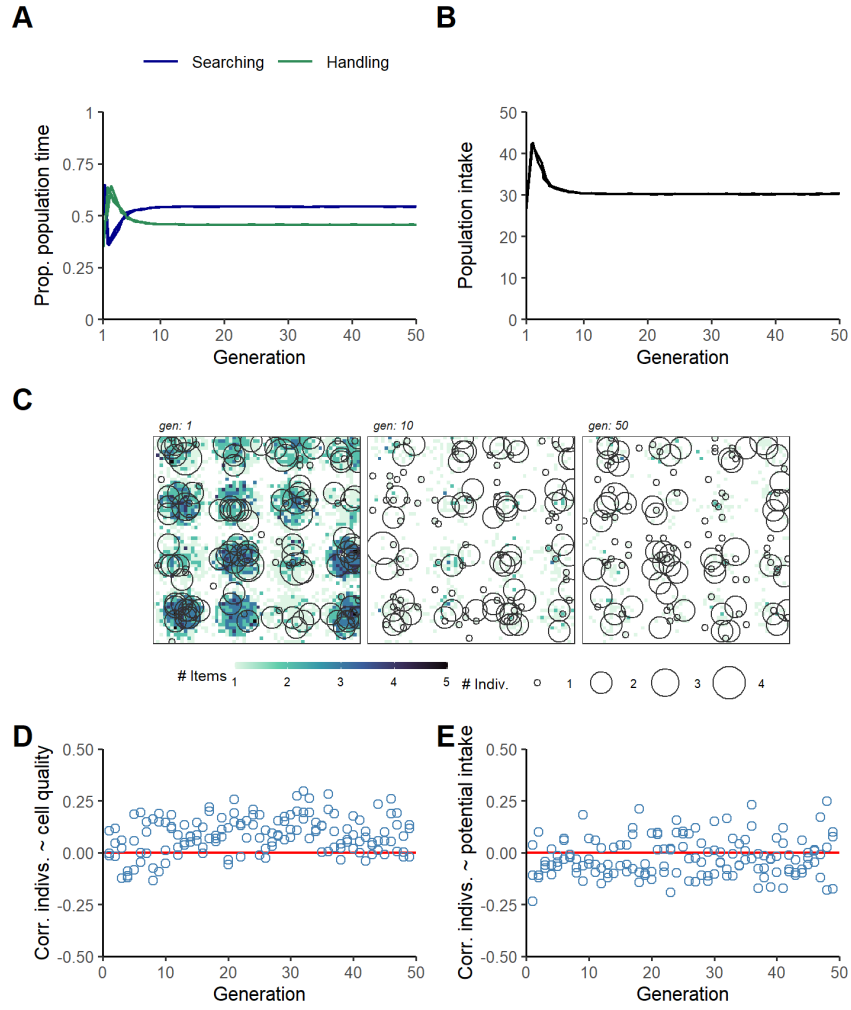 A
B
Searching
Handling
Prop. population time
1
0.75
0.5
0.25
0
1
10
20
30
40
50
Generation
Population intake
50
40
30
20
10
0
1
10
20
30
40
50
Generation
C
gen: 1
gen: 10
gen: 50
# Items
1
2
3
4
5
# Indiv.
1
2
3
4
D
E
Corr. indivs. ~ cell quality
0.50
0.25
0.00
-0.25
-0.50
0
10
20
30
40
50
Generation
Corr. indivs. ~ potential intake
0.50
0.25
0.00
-0.25
-0.50
0
10
20
30
40
50
Generation